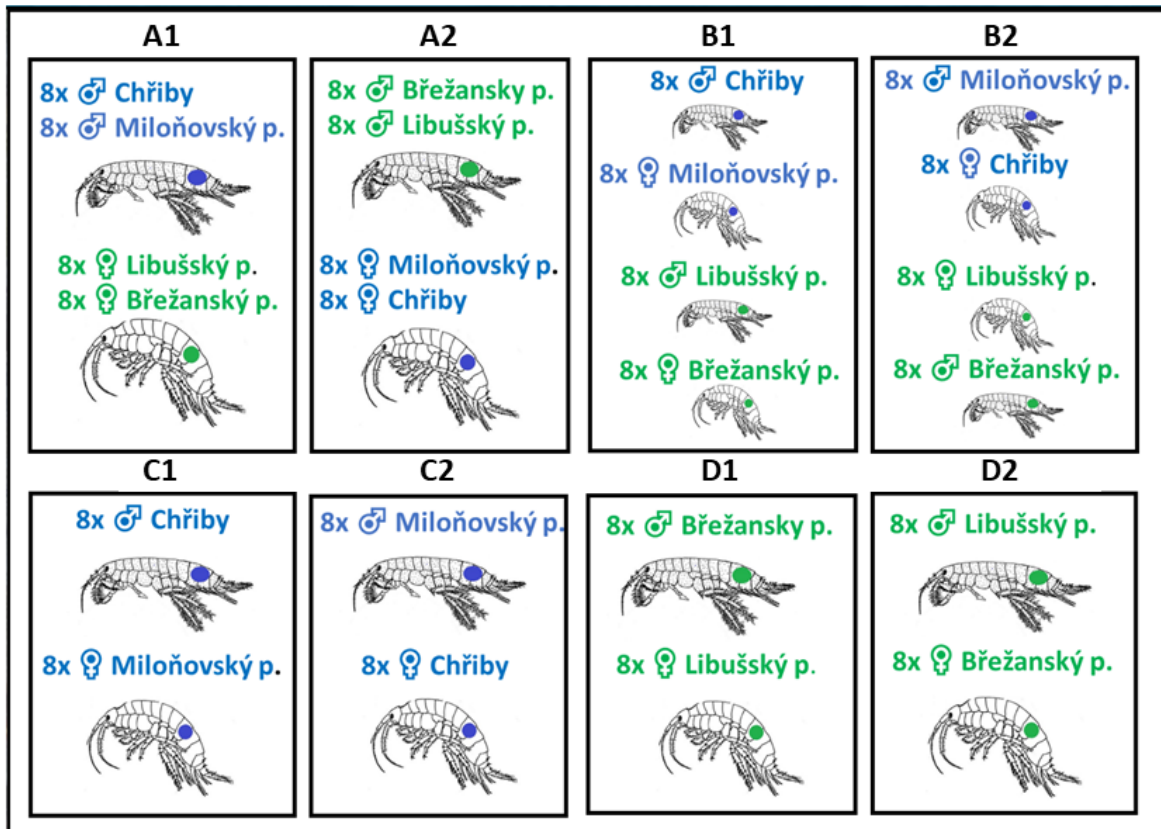 A1
8x ♂ Chřiby
8x ♂ Miloňovský p.
8x ♀ Libušský p.
8x ♀ Břežanský p.
A2
8x ♂ Břežansky p.
8x ♂ Libušský p.
8x ♀ Miloňovský p.
8x ♀ Chřiby
B1
8x ♂ Chřiby
8x ♀ Miloňovský p.
8x ♂ Libušský p.
8x ♀ Břežanský p.
B2
8x ♂ Miloňovský p.
8x ♀ Chřiby
8x ♀ Libušský p.
8x ♂ Břežanský p.
C1
8x ♂ Chřiby
8x ♀ Miloňovský p.
C2
8x ♂ Miloňovský p.
8x ♀ Chřiby
D1
8x ♂ Břežansky p.
8x ♀ Libušský p.
D2
8x ♂ Libušský p.
8x ♀ Břežanský p.